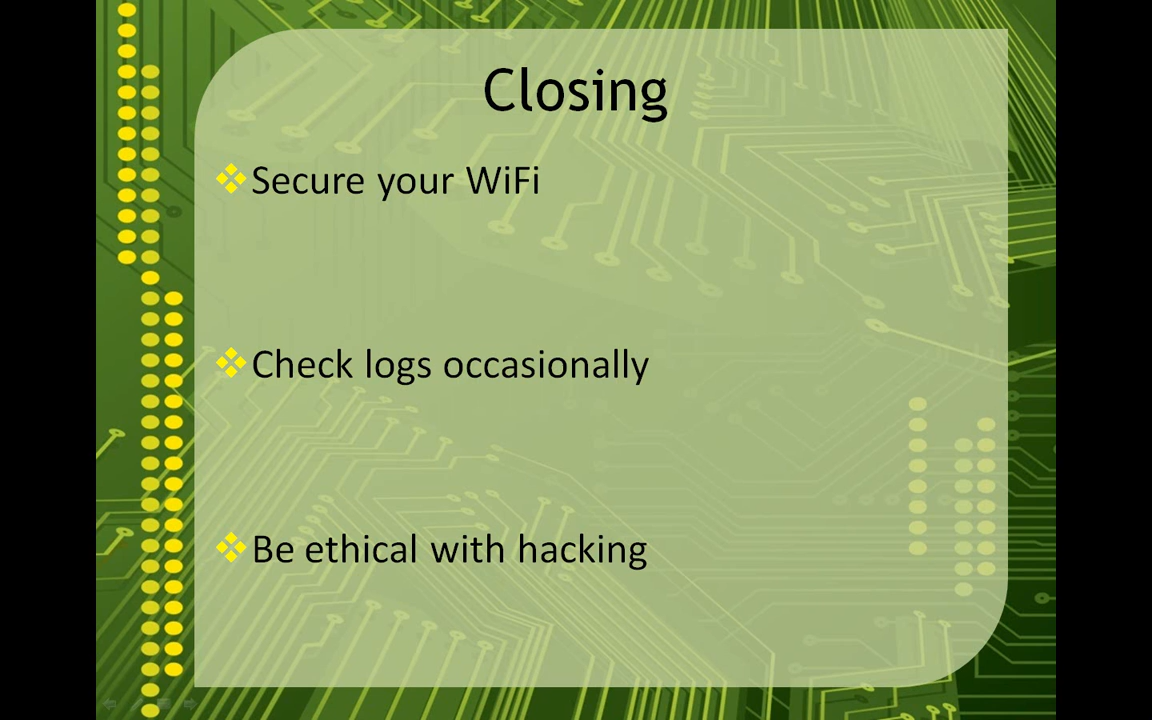 Closing
Secure your WiFi
Check logs occasionally
Be ethical with hacking